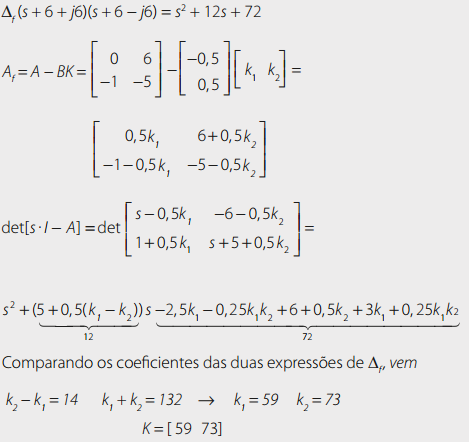 Δf(s + 6 + j6)(s + 6 – j6) = s² + 12s + 72
Af = A – BK = [0 6; –1 –5] – [–0,5; 0,5] [k1 k2] =
[0,5k1 6+0,5k2; –1–0,5k1 –5–0,5k2]
det[s·I – A] = det [s–0,5k1 –6–0,5k2; 1+0,5k1 s+5+0,5k2] =
s² + (5 + 0,5(k1 – k2)) s –2,5k1 – 0,25k1k2 + 6 + 0,5k2 + 3k1 + 0,25k1k2
12 72
Comparando os coeficientes das duas expressões de Δf, vem
k2 – k1 = 14 k1 + k2 = 132 → k1 = 59 k2 = 73
K = [ 59 73]